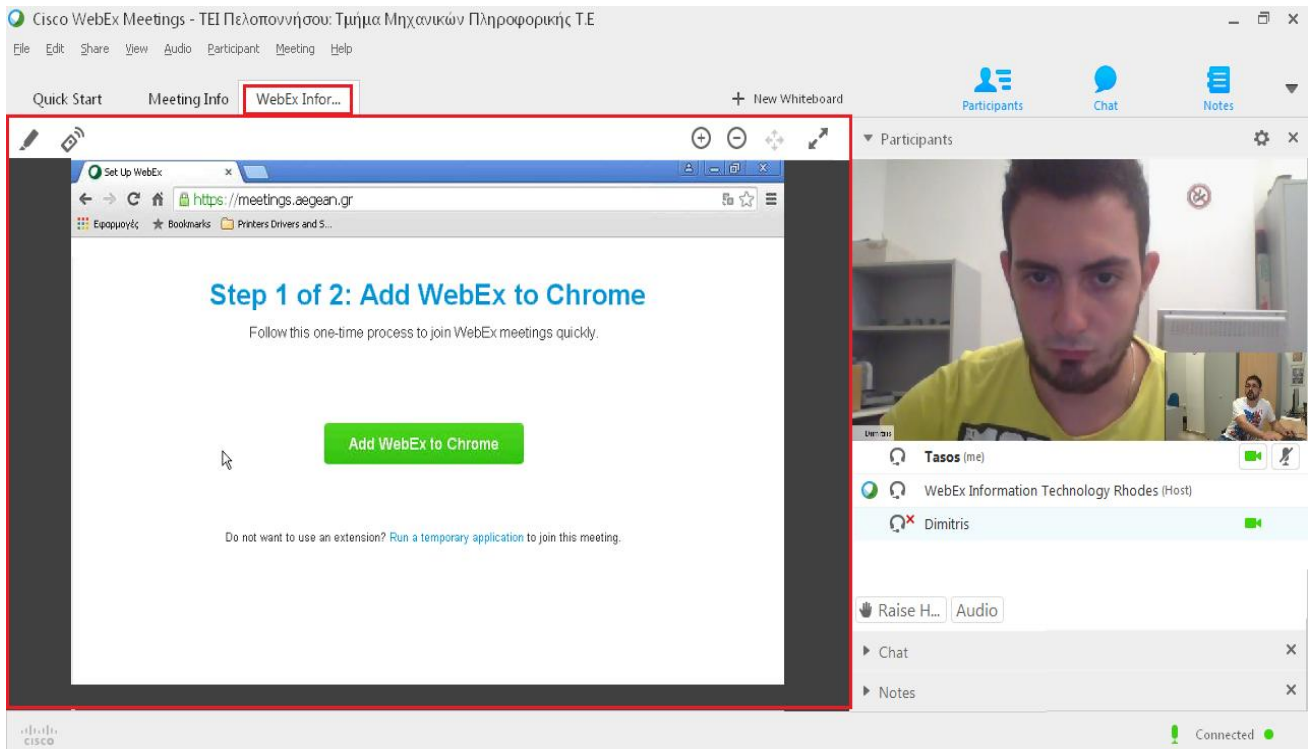 Cisco WebEx Meetings - ΤΕΙ Πελοποννήσου: Τμήμα Μηχανικών Πληροφορικής Τ.Ε
File Edit Share View Audio Participant Meeting Help
Quick Start Meeting Info WebEx Infor... + New Whiteboard
Participants Chat Notes
Participants
Set Up WebEx
https://meetings.aegean.gr
Εφαρμογές Bookmarks Printers Drivers and S...
Step 1 of 2: Add WebEx to Chrome
Follow this one-time process to join WebEx meetings quickly.
Add WebEx to Chrome
Do not want to use an extension? Run a temporary application to join this meeting.
Dimitris
Tasos (me)
WebEx Information Technology Rhodes (Host)
Dimitris
Raise H... Audio
Chat
Notes
CISCO
Connected